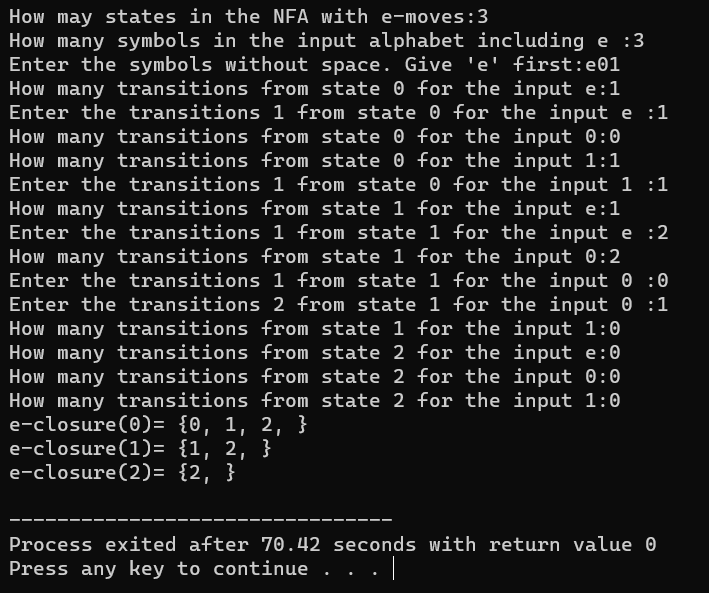 How may states in the NFA with e-moves:3
How many symbols in the input alphabet including e :3
Enter the symbols without space. Give 'e' first:e01
How many transitions from state 0 for the input e:1
Enter the transitions 1 from state 0 for the input e :1
How many transitions from state 0 for the input 0:0
How many transitions from state 0 for the input 1:1
Enter the transitions 1 from state 0 for the input 1 :1
How many transitions from state 1 for the input e:1
Enter the transitions 1 from state 1 for the input e :2
How many transitions from state 1 for the input 0:2
Enter the transitions 1 from state 1 for the input 0 :0
Enter the transitions 2 from state 1 for the input 0 :1
How many transitions from state 1 for the input 1:0
How many transitions from state 2 for the input e:0
How many transitions from state 2 for the input 0:0
How many transitions from state 2 for the input 1:0
e-closure(0)= {0, 1, 2, }
e-closure(1)= {1, 2, }
e-closure(2)= {2, }
--------------------------------
Process exited after 70.42 seconds with return value 0
Press any key to continue . . .